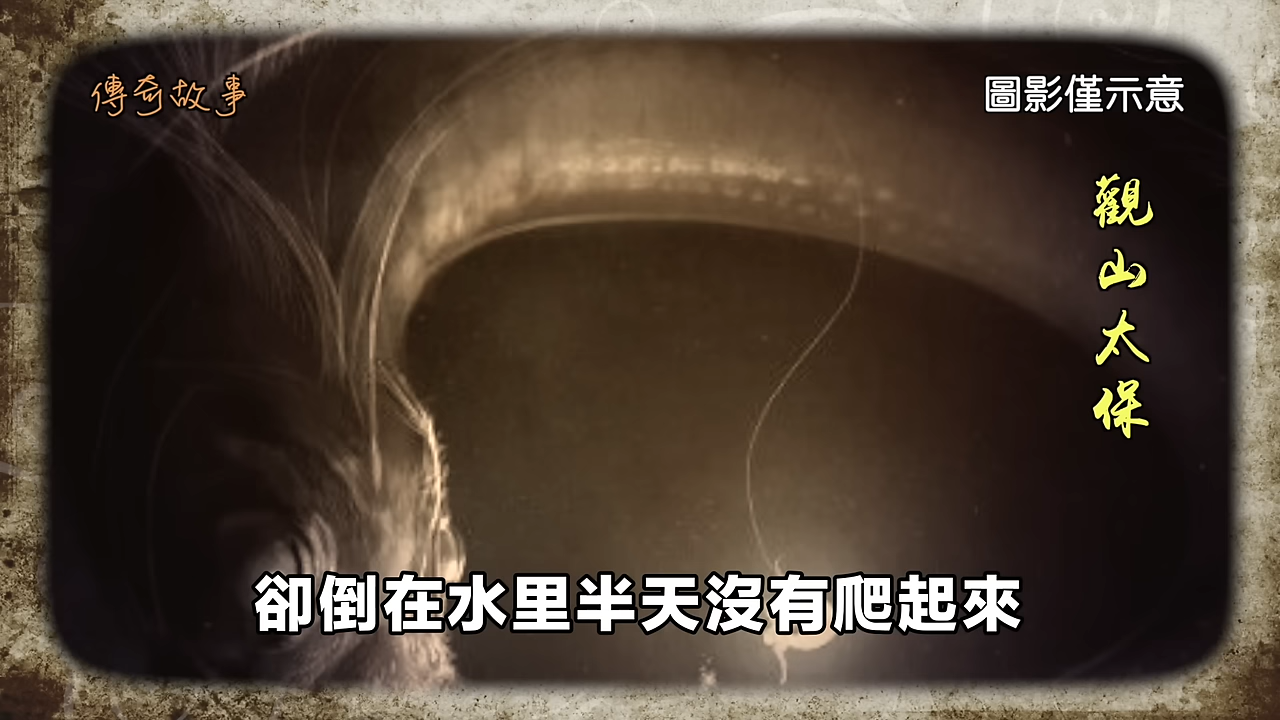 傳奇故事
圖影僅示意
觀山太保
卻倒在水里半天沒有爬起來